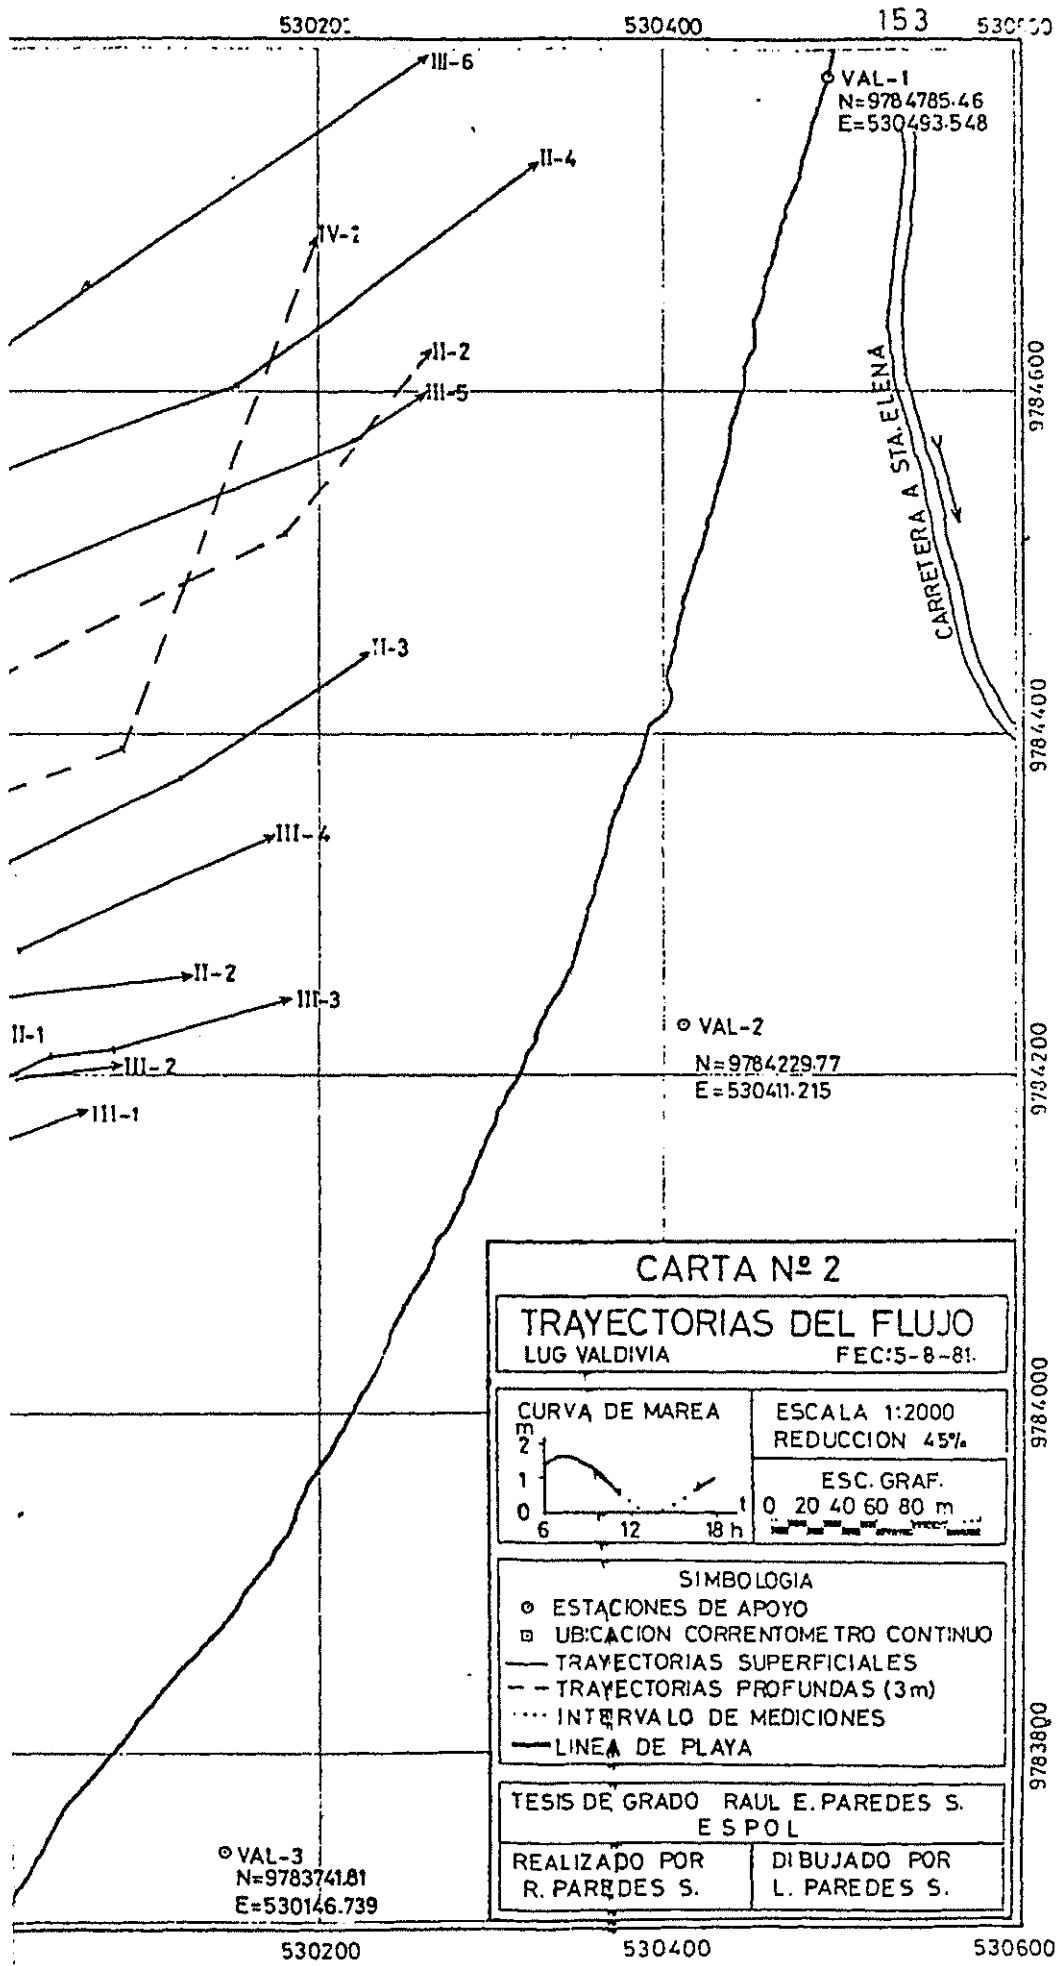 153
530200 530400 530600
III-6
VAL-1
N=9784785.46
E=530493.548
II-4
IV-2
II-2
III-5
9784600
CARRETERA A STA. ELENA
II-3
9784400
III-4
II-2
III-3
II-1
III-2
III-1
VAL-2
N=9784229.77
E=530411.215
9784200
CARTA Nº 2
TRAYECTORIAS DEL FLUJO
LUG VALDIVIA FEC:5-8-81.
CURVA DE MAREA
m
2
1
0
6 12 18 h
t
ESCALA 1:2000
REDUCCION 45%
ESC. GRAF.
0 20 40 60 80 m
9784000
SIMBOLOGIA
ESTACIONES DE APOYO
UBICACION CORRENTOMETRO CONTINUO
TRAYECTORIAS SUPERFICIALES
TRAYECTORIAS PROFUNDAS (3m)
INTERVALO DE MEDICIONES
LINEA DE PLAYA
9783800
TESIS DE GRADO RAUL E. PAREDES S.
ESPOL
REALIZADO POR
R. PAREDES S.
DIBUJADO POR
L. PAREDES S.
VAL-3
N=9783741.81
E=530146.739
530200 530400 530600